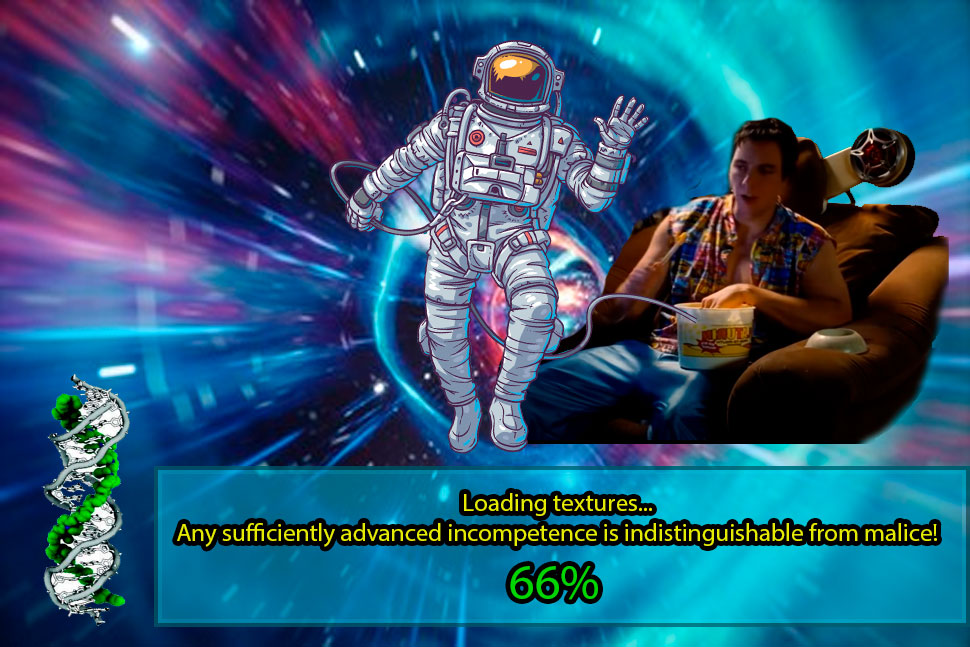 Loading textures...
Any sufficiently advanced incompetence is indistinguishable from malice!
66%